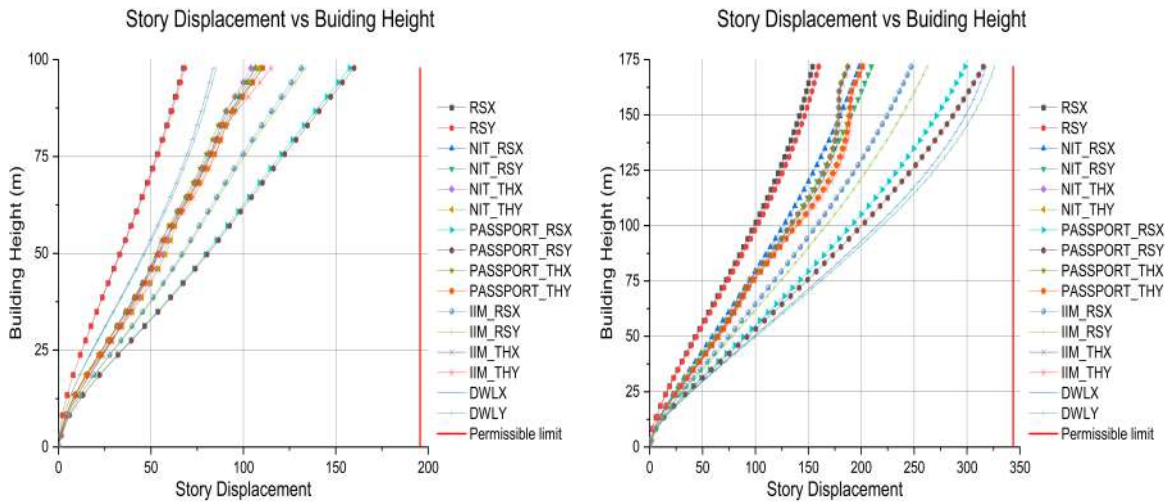 Story Displacement vs Buiding Height
100
75
50
25
0
Building Height (m)
0 50 100 150 200
Story Displacement
RSX
RSY
NIT_RSX
NIT_RSY
NIT_THX
NIT_THY
PASSPORT_RSX
PASSPORT_RSY
PASSPORT_THX
PASSPORT_THY
IIM_RSX
IIM_RSY
IIM_THX
IIM_THY
DWLX
DWLY
Permissible limit
Story Displacement vs Buiding Height
175
150
125
100
75
50
25
0
Building Height (m)
0 50 100 150 200 250 300 350
Story Displacement
RSX
RSY
NIT_RSX
NIT_RSY
NIT_THX
NIT_THY
PASSPORT_RSX
PASSPORT_RSY
PASSPORT_THX
PASSPORT_THY
IIM_RSX
IIM_RSY
IIM_THX
IIM_THY
DWLX
DWLY
Permissible limit